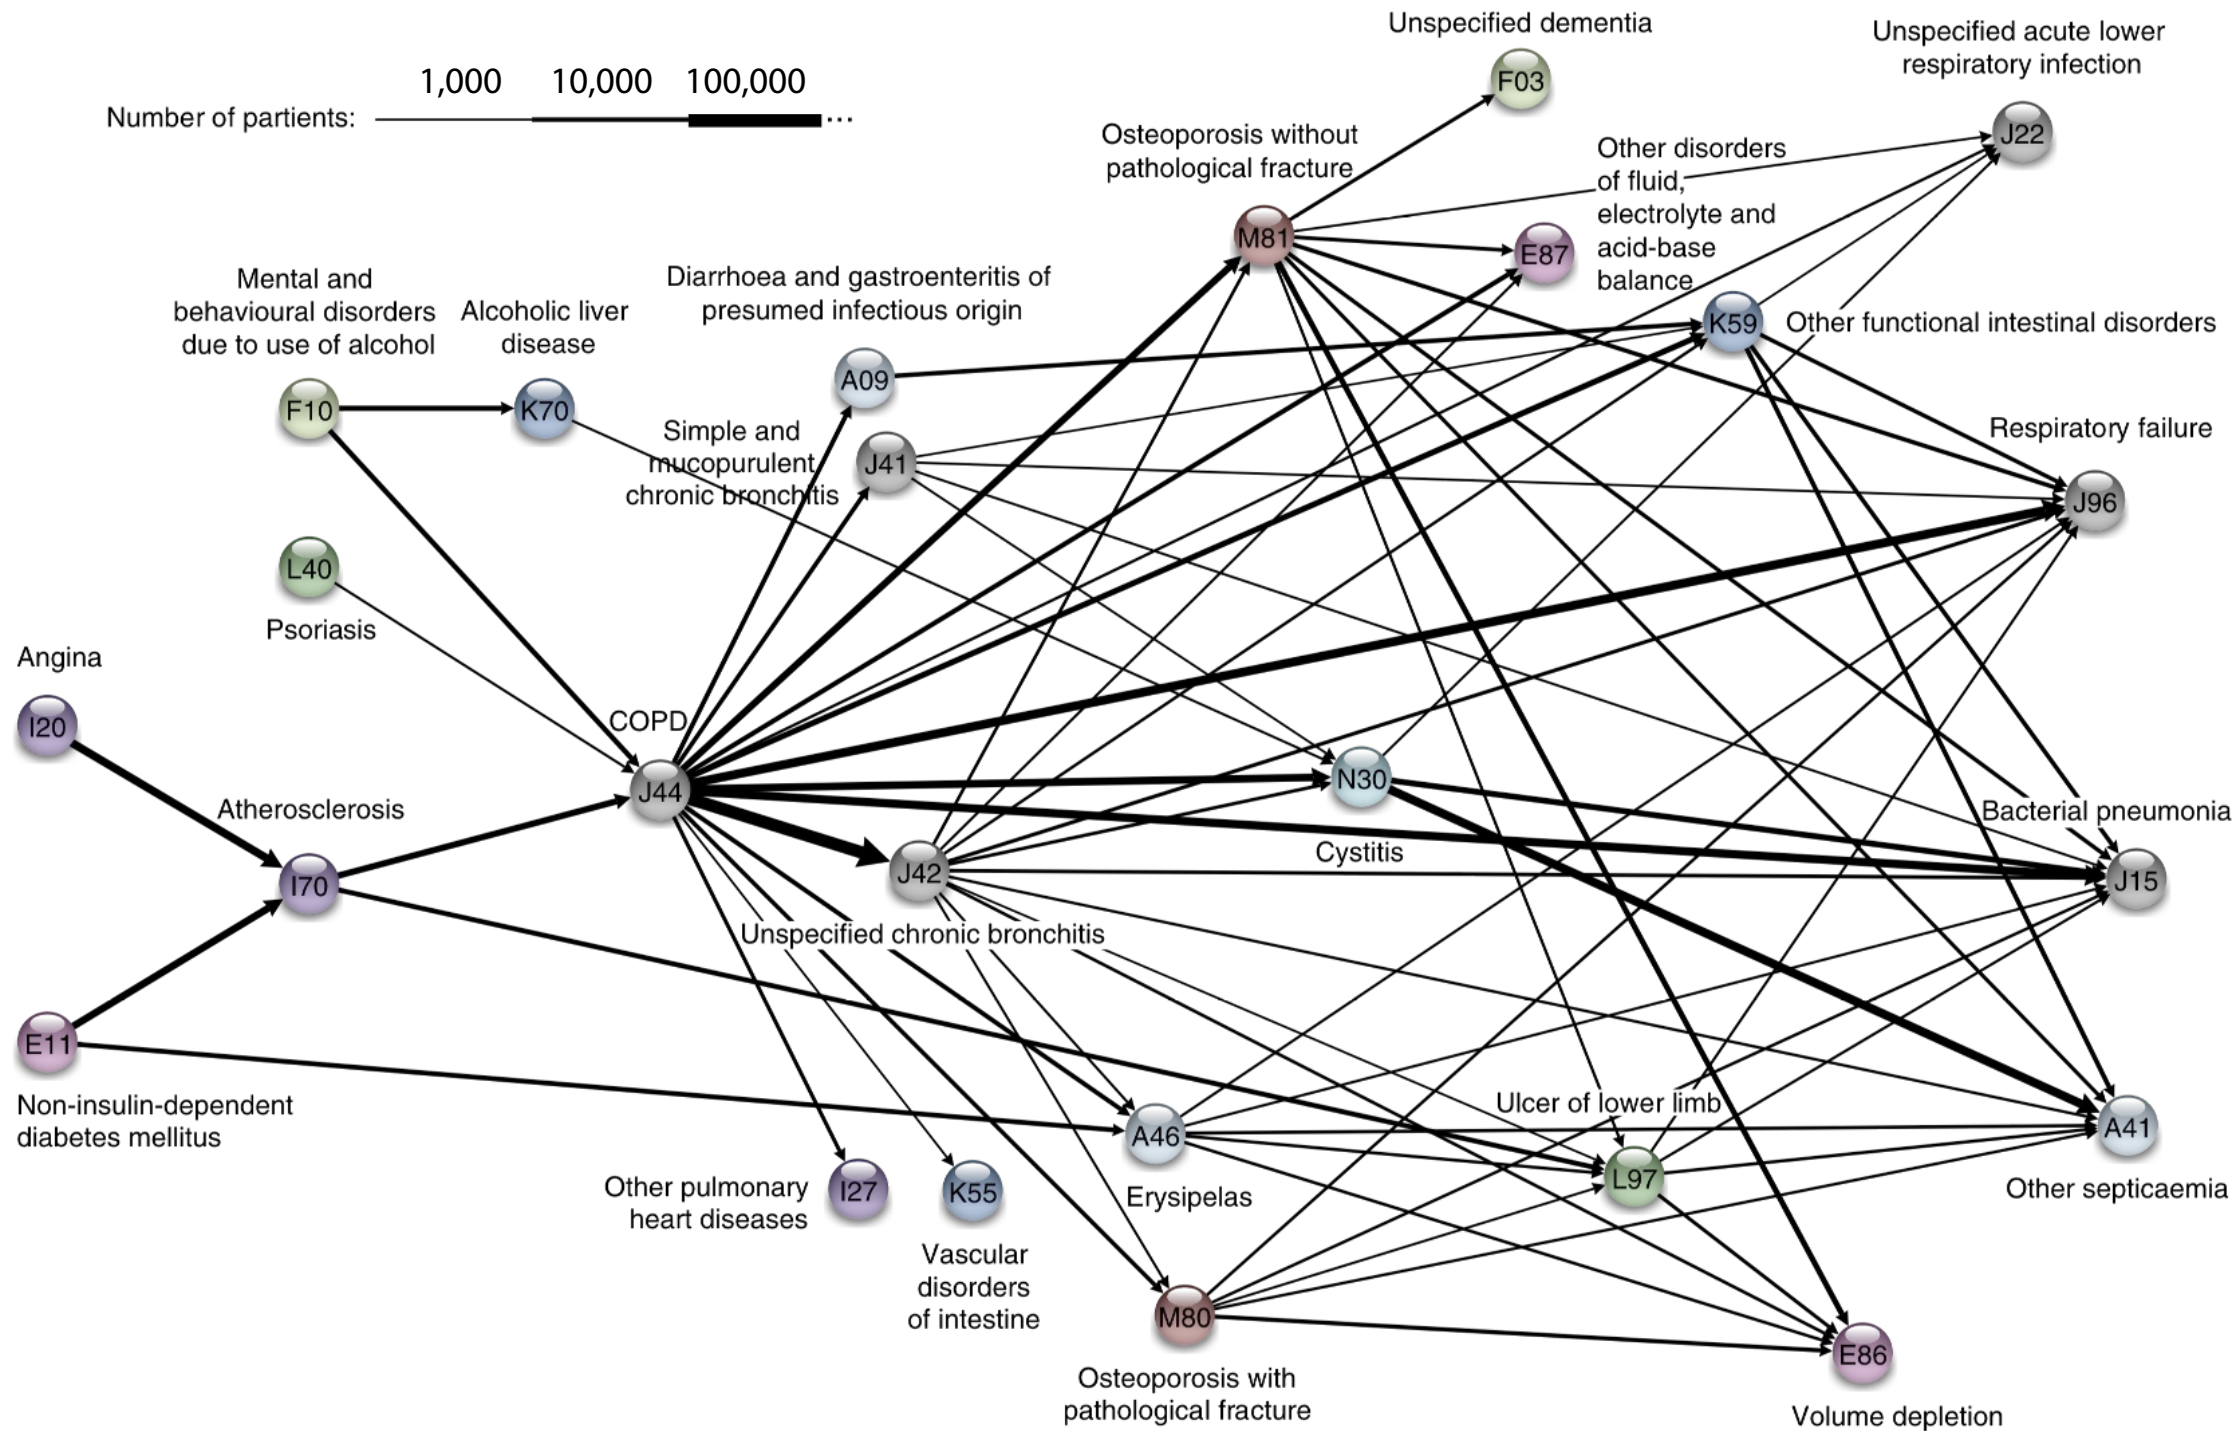 Unspecified dementia
F03
Unspecified acute lower
respiratory infection
J22
1,000 10,000 100,000
Number of partients: ...
Osteoporosis without
pathological fracture
M81
Other disorders
of fluid,
electrolyte and
acid-base
balance
E87
Mental and
behavioural disorders
due to use of alcohol
F10
Alcoholic liver
disease
K70
Diarrhoea and gastroenteritis of
presumed infectious origin
A09
K59
Other functional intestinal disorders
Simple and
mucopurulent
chronic bronchitis
J41
Respiratory failure
J96
L40
Psoriasis
Angina
I20
COPD
J44
N30
Cystitis
Atherosclerosis
I70
J42
Unspecified chronic bronchitis
Bacterial pneumonia
J15
E11
Non-insulin-dependent
diabetes mellitus
A46
Erysipelas
Ulcer of lower limb
L97
A41
Other septicaemia
Other pulmonary
heart diseases
I27
K55
Vascular
disorders
of intestine
M80
Osteoporosis with
pathological fracture
E86
Volume depletion